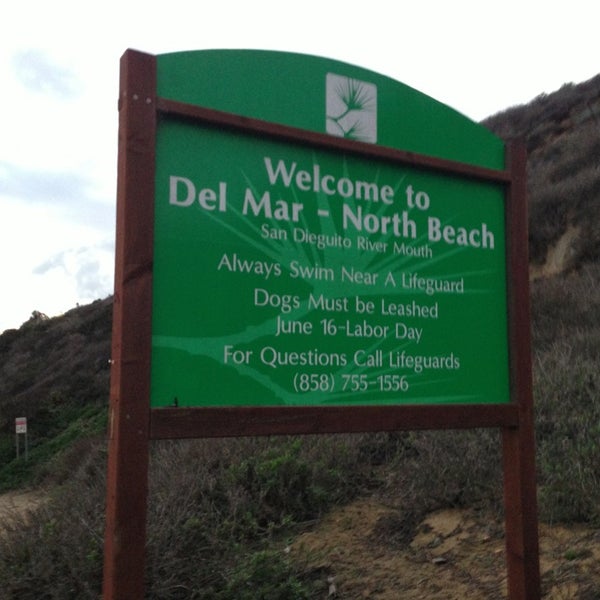 Welcome to
Del Mar - North Beach
San Dieguito River Mouth
Always Swim Near A Lifeguard
Dogs Must be Leashed
June 16-Labor Day
For Questions Call Lifeguards
(858) 755-1556